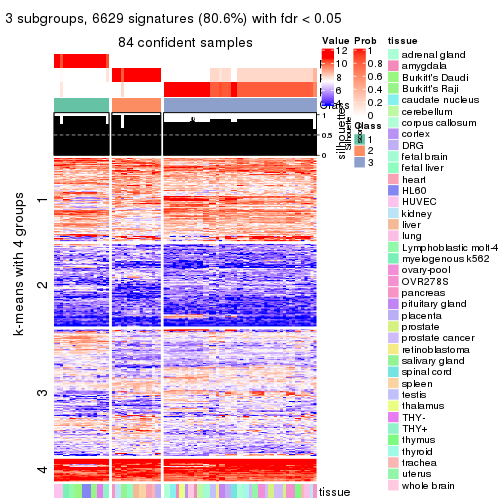 3 subgroups, 6629 signatures (80.6%) with fdr < 0.05
84 confident samples
k-means with 4 groups
1
2
3
4
Value
12
10
8
6
Prob
1
0.8
0.6
0.4
0.2
0
Class
Class
1
2
3
1
0.5
0
silhouette
tissue
tissue
adrenal gland
amygdala
Burkitt's Daudi
Burkitt's Raji
caudate nucleus
cerebellum
corpus callosum
cortex
DRG
fetal brain
fetal liver
heart
HL60
HUVEC
kidney
liver
lung
Lymphoblastic molt-4
myelogenous k562
ovary-pool
OVR278S
pancreas
pituitary gland
placenta
prostate
prostate cancer
retinoblastoma
salivary gland
spinal cord
spleen
testis
thalamus
THY-
THY+
thymus
thyroid
trachea
uterus
whole brain